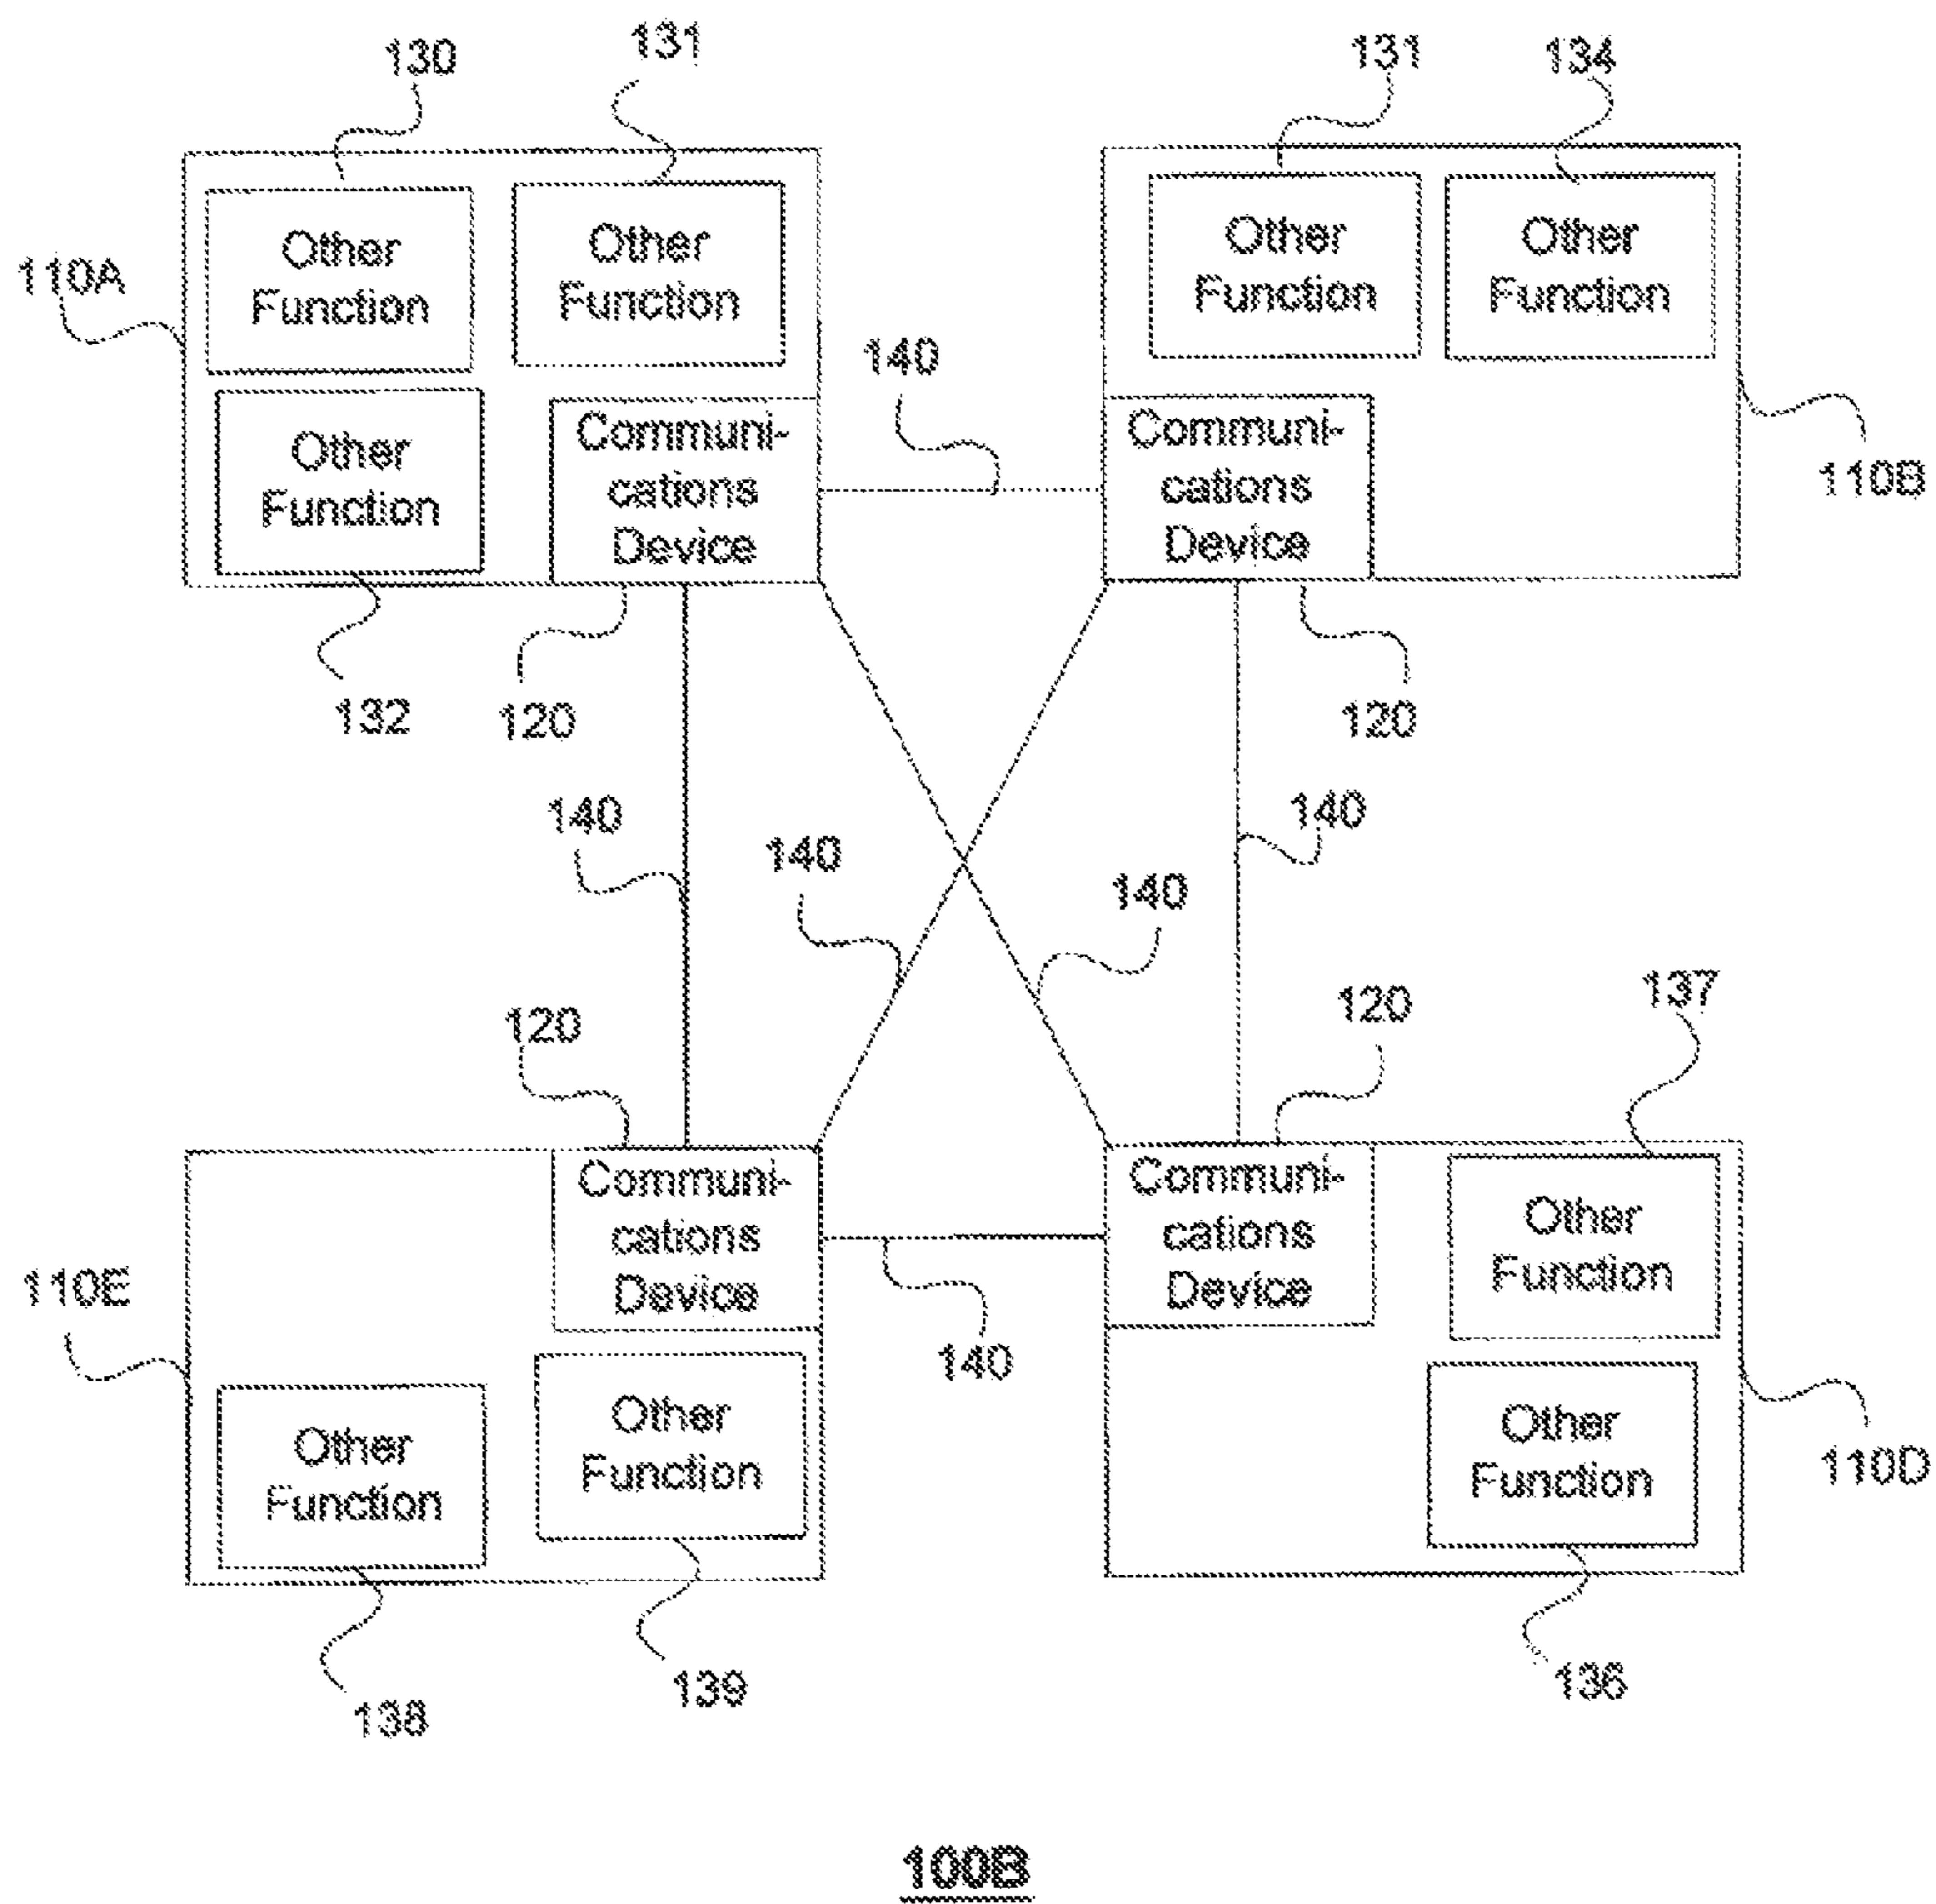 130
131
131
134
Other
Function
Other
Function
Other
Function
Other
Function
110A
140
Other
Function
Communi-
cations
Device
Communi-
cations
Device
110B
132
120
120
140
140
140
140
120
120
137
Communi-
cations
Device
Communi-
cations
Device
Other
Function
110E
140
Other
Function
Other
Function
Other
Function
110D
138
139
136
100B